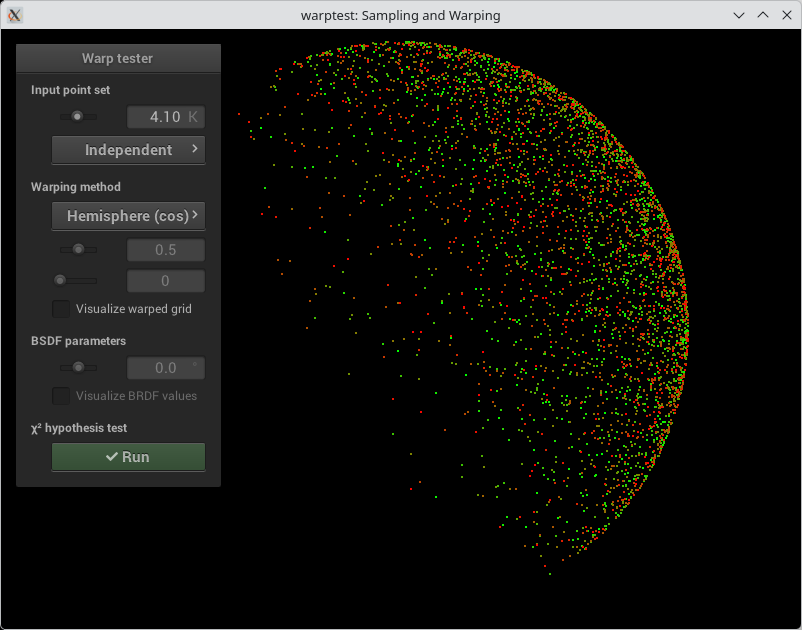 warptest: Sampling and Warping
Warp tester
Input point set
4.10 K
Independent
Warping method
Hemisphere (cos)
0.5
0
Visualize warped grid
BSDF parameters
0.0 °
Visualize BRDF values
χ² hypothesis test
Run